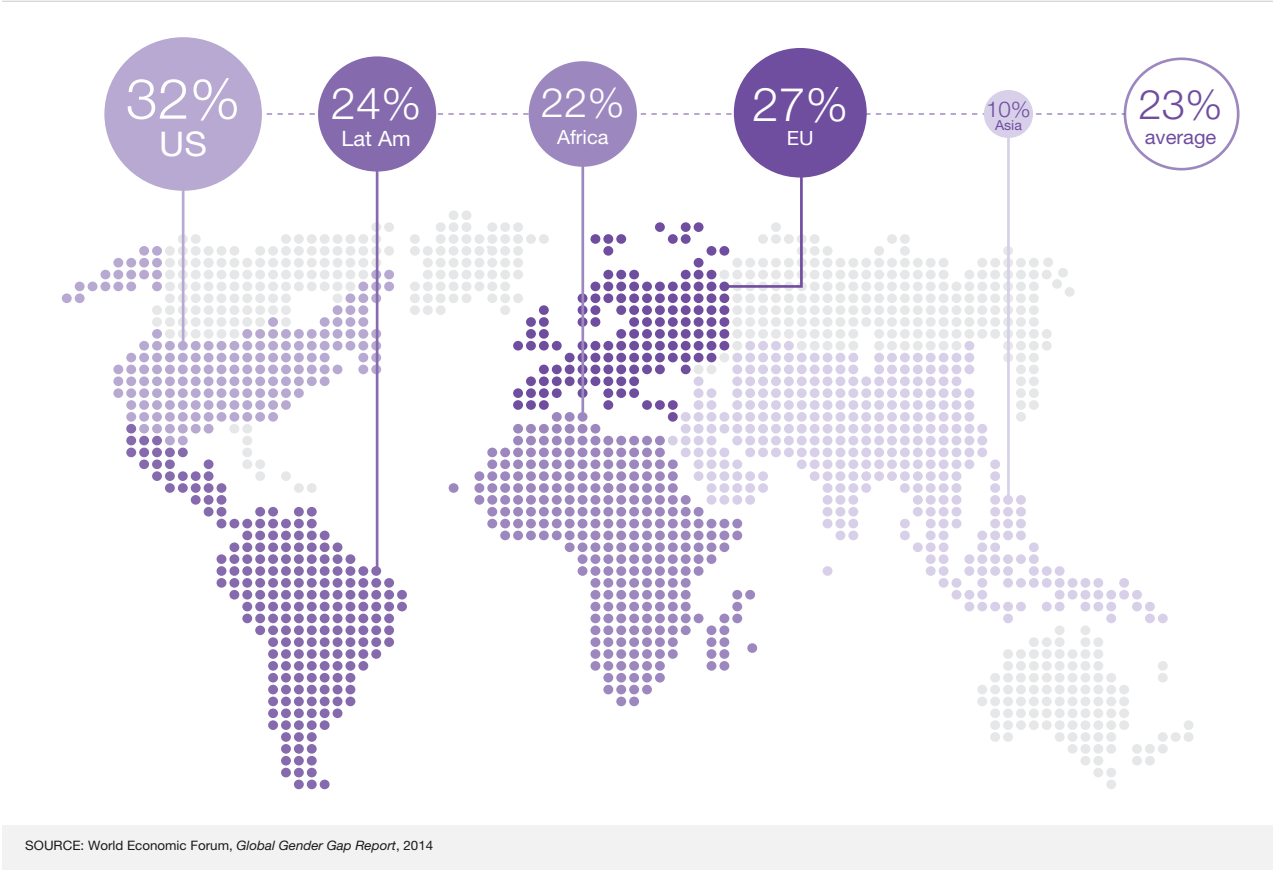 32%
US
24%
Lat Am
22%
Africa
27%
EU
10%
Asia
23%
average
SOURCE: World Economic Forum, Global Gender Gap Report, 2014